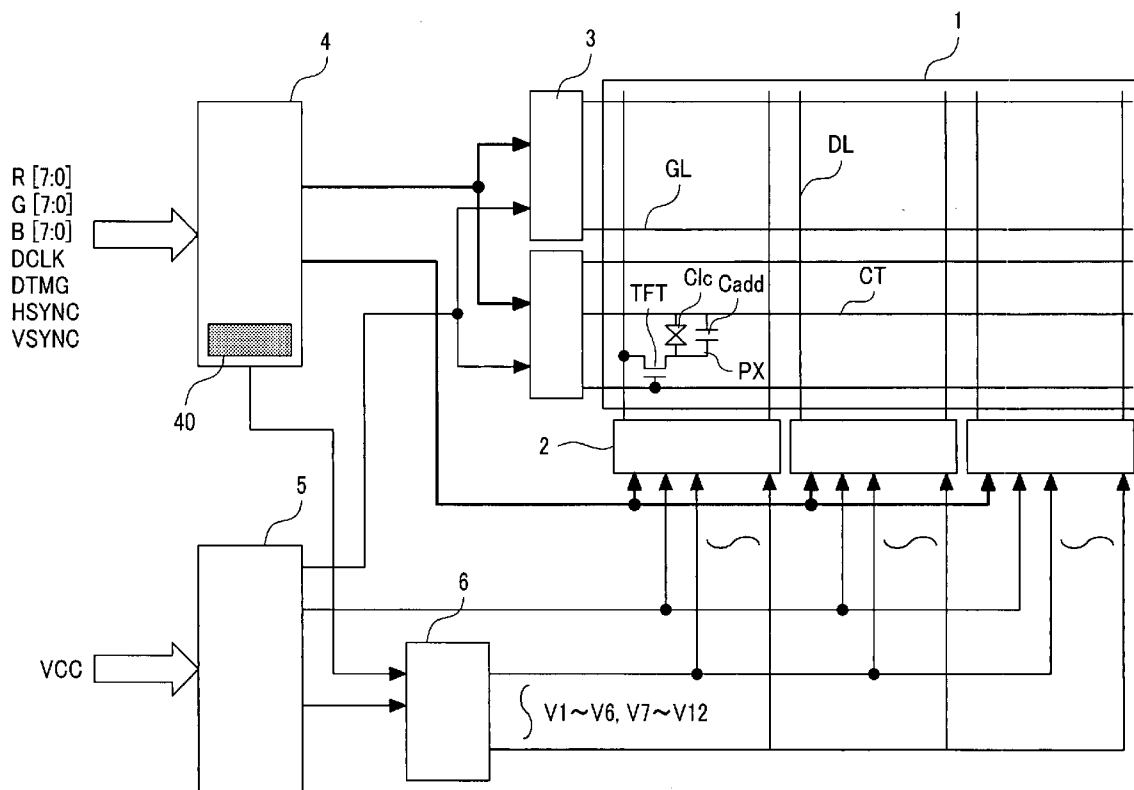 1
3
4
R [7:0]
G [7:0]
B [7:0]
DCLK
DTMG
HSYNC
VSYNC
DL
GL
Clc
Cadd
TFT
CT
PX
40
2
5
6
VCC
V1～V6, V7～V12